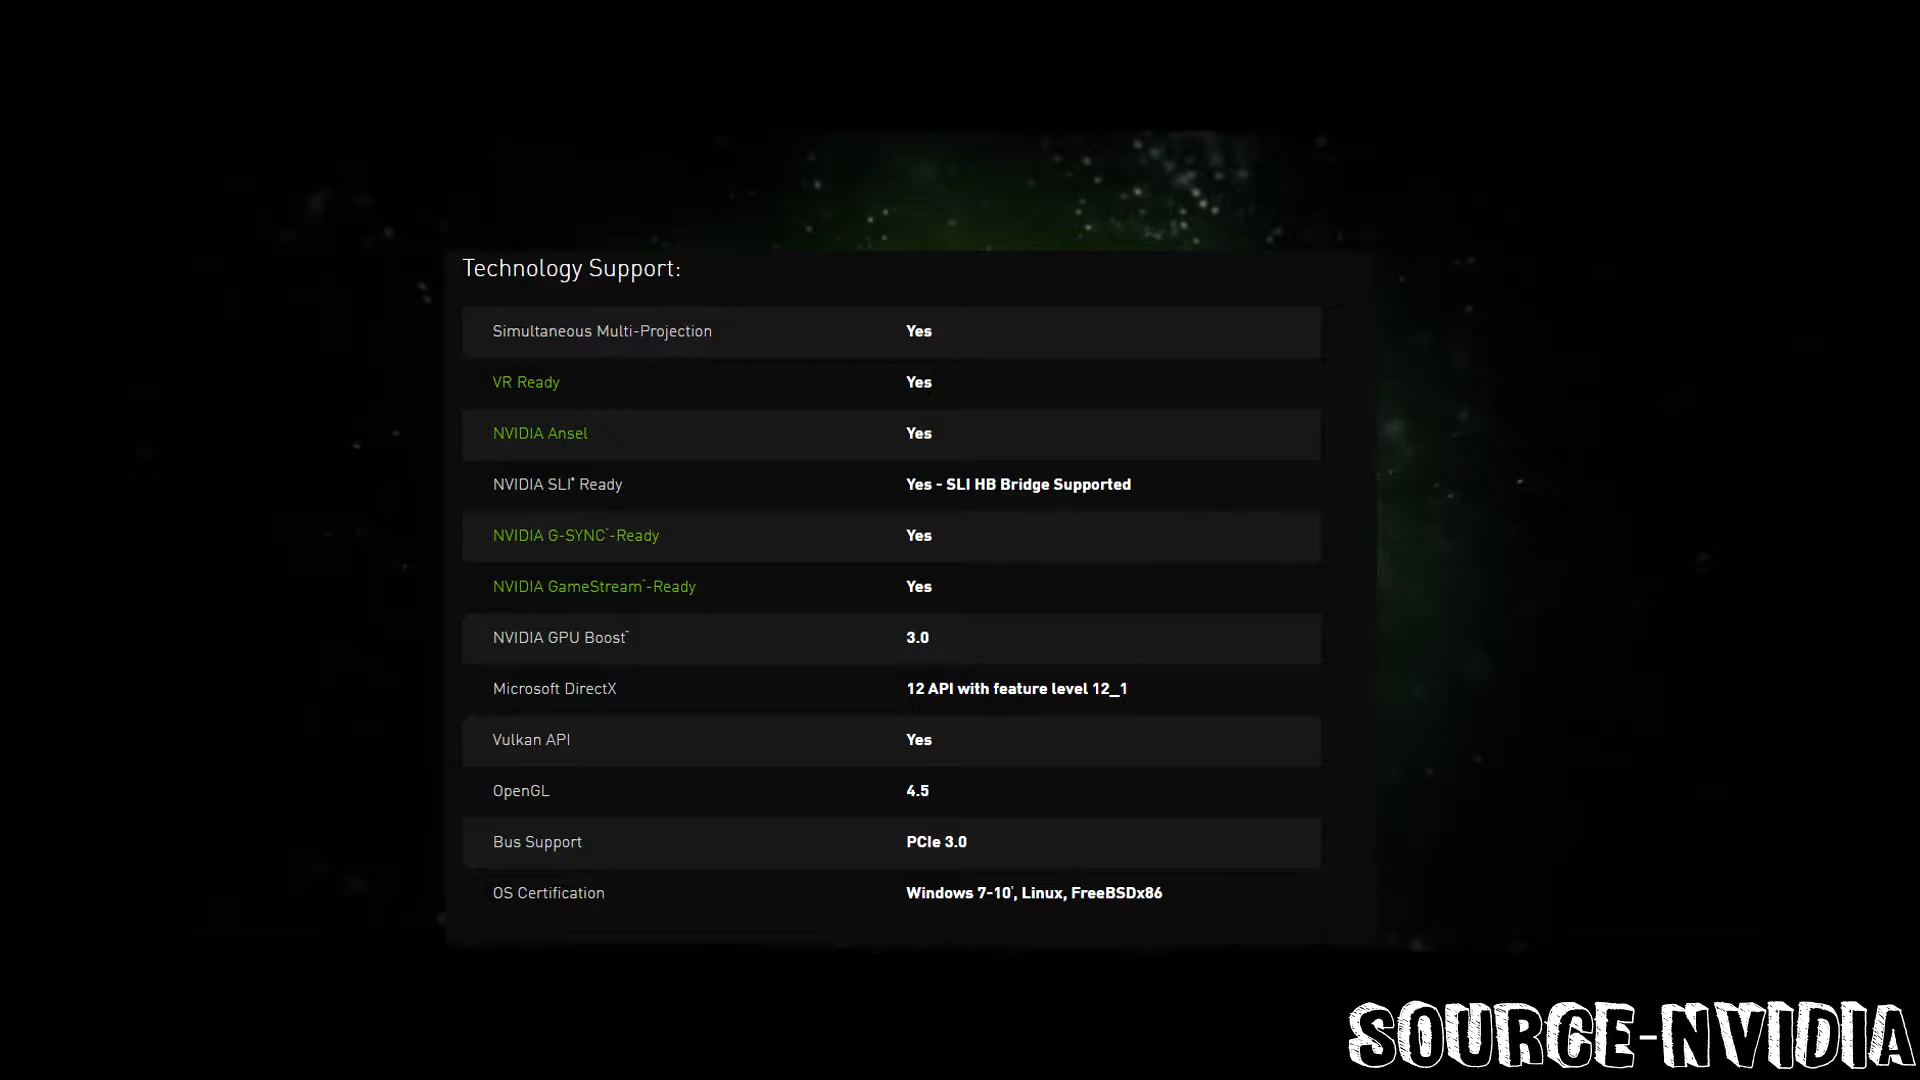 Technology Support:
Simultaneous Multi-Projection Yes
VR Ready Yes
NVIDIA Ansel Yes
NVIDIA SLI® Ready Yes - SLI HB Bridge Supported
NVIDIA G-SYNC™-Ready Yes
NVIDIA GameStream™-Ready Yes
NVIDIA GPU Boost™ 3.0
Microsoft DirectX 12 API with feature level 12_1
Vulkan API Yes
OpenGL 4.5
Bus Support PCIe 3.0
OS Certification Windows 7-10*, Linux, FreeBSDx86
SOURCE-NVIDIA